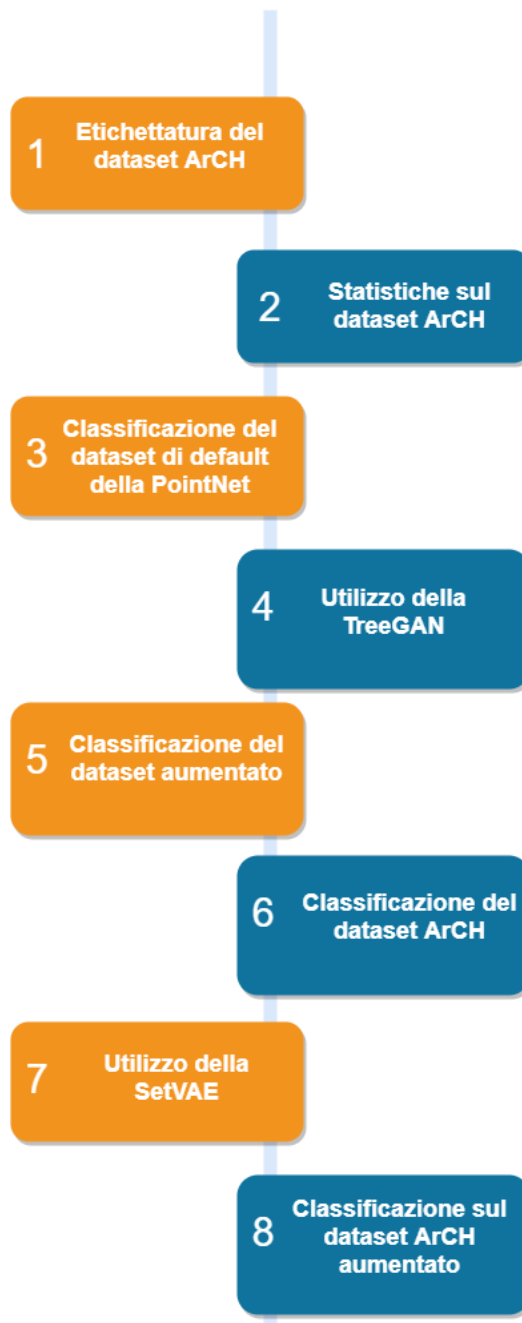 1
Etichettatura del
dataset ArCH
2
Statistiche sul
dataset ArCH
3
Classificazione del
dataset di default
della PointNet
4
Utilizzo della
TreeGAN
5
Classificazione del
dataset aumentato
6
Classificazione del
dataset ArCH
7
Utilizzo della
SetVAE
8
Classificazione sul
dataset ArCH
aumentato